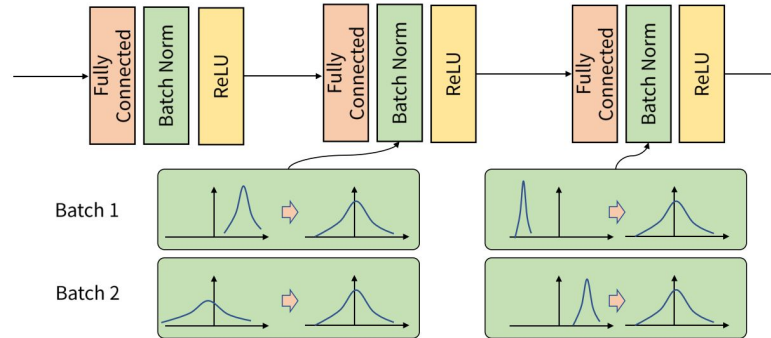 Fully
Connected
Batch Norm
ReLU
Fully
Connected
Batch Norm
ReLU
Fully
Connected
Batch Norm
ReLU
Batch 1
Batch 2